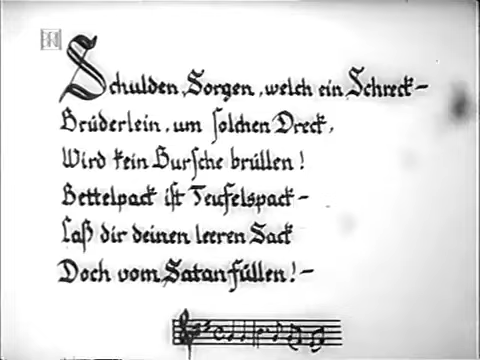 Schulden, Sorgen, welch ein Schreck –
Brüderlein, um solchen Dreck,
Wird kein Bursche brüllen!
Bettelpack ist Teufelspack –
Laß dir deinen leeren Sack
Doch vom Satan füllen! –